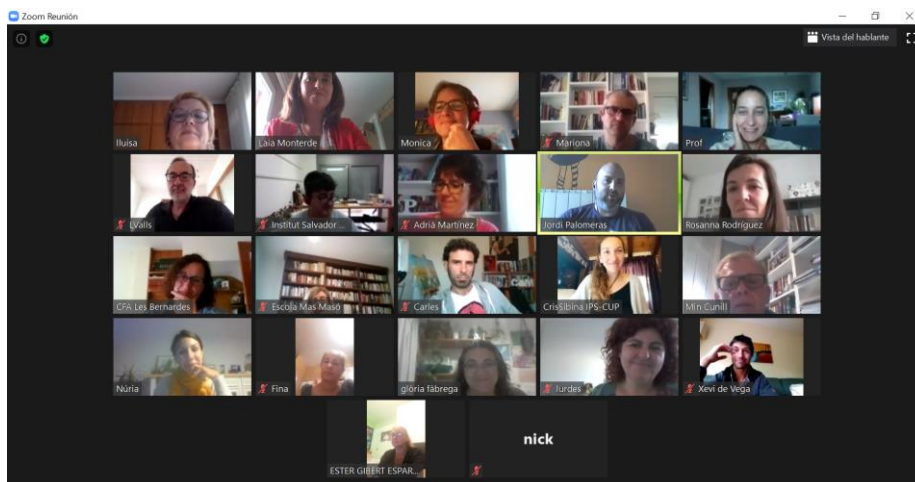 Zoom Reunión
Vista del hablante
lluïsa
Laia Monterde
Monica
Mariona
Prof
LValls
Institut Salvador ...
Adrià Martínez
Jordi Palomeras
Rosanna Rodríguez
CFA Les Bernardes
Escola Mas Masó
Carles
CrisSibina IPS-CUP
Min Cunill
Núria
Fina
glòria fàbrega
lurdes
Xevi de Vega
ESTER GIBERT ESPAR...
nick